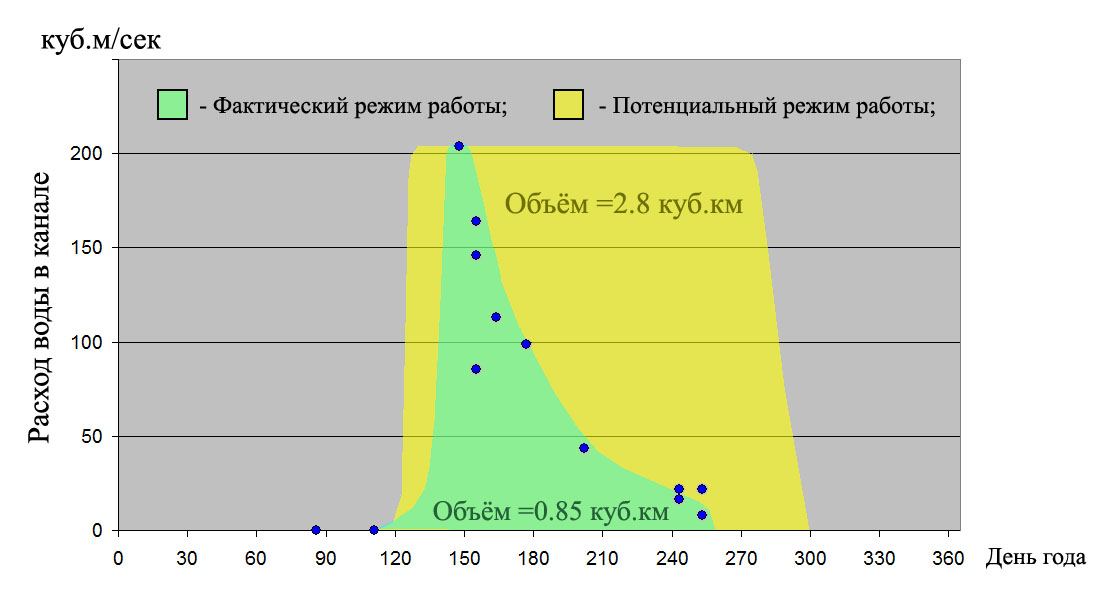 куб.м/сек
- Фактический режим работы;
- Потенциальный режим работы;
Расход воды в канале
200
150
100
50
0
Объём =2.8 куб.км
Объём =0.85 куб.км
0 30 60 90 120 150 180 210 240 270 300 330 360
День года